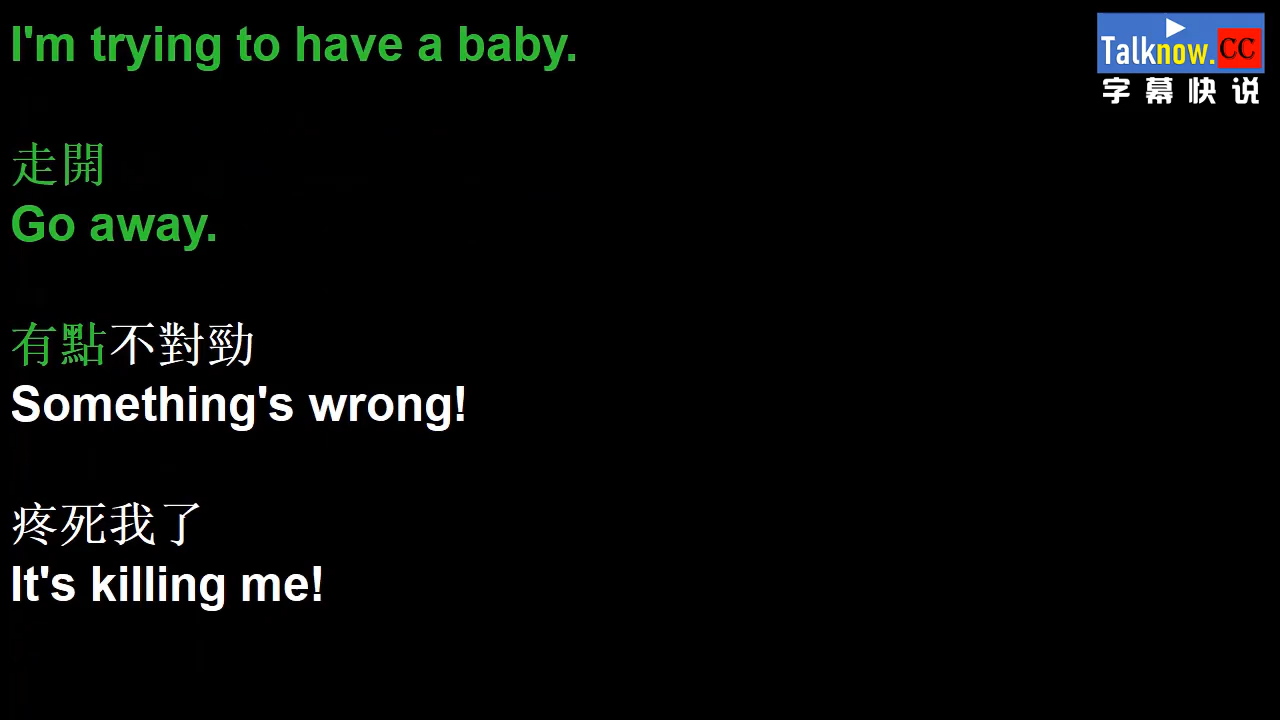 I'm trying to have a baby.
Talknow.CC
字幕快说
走開
Go away.
有點不對勁
Something's wrong!
疼死我了
It's killing me!